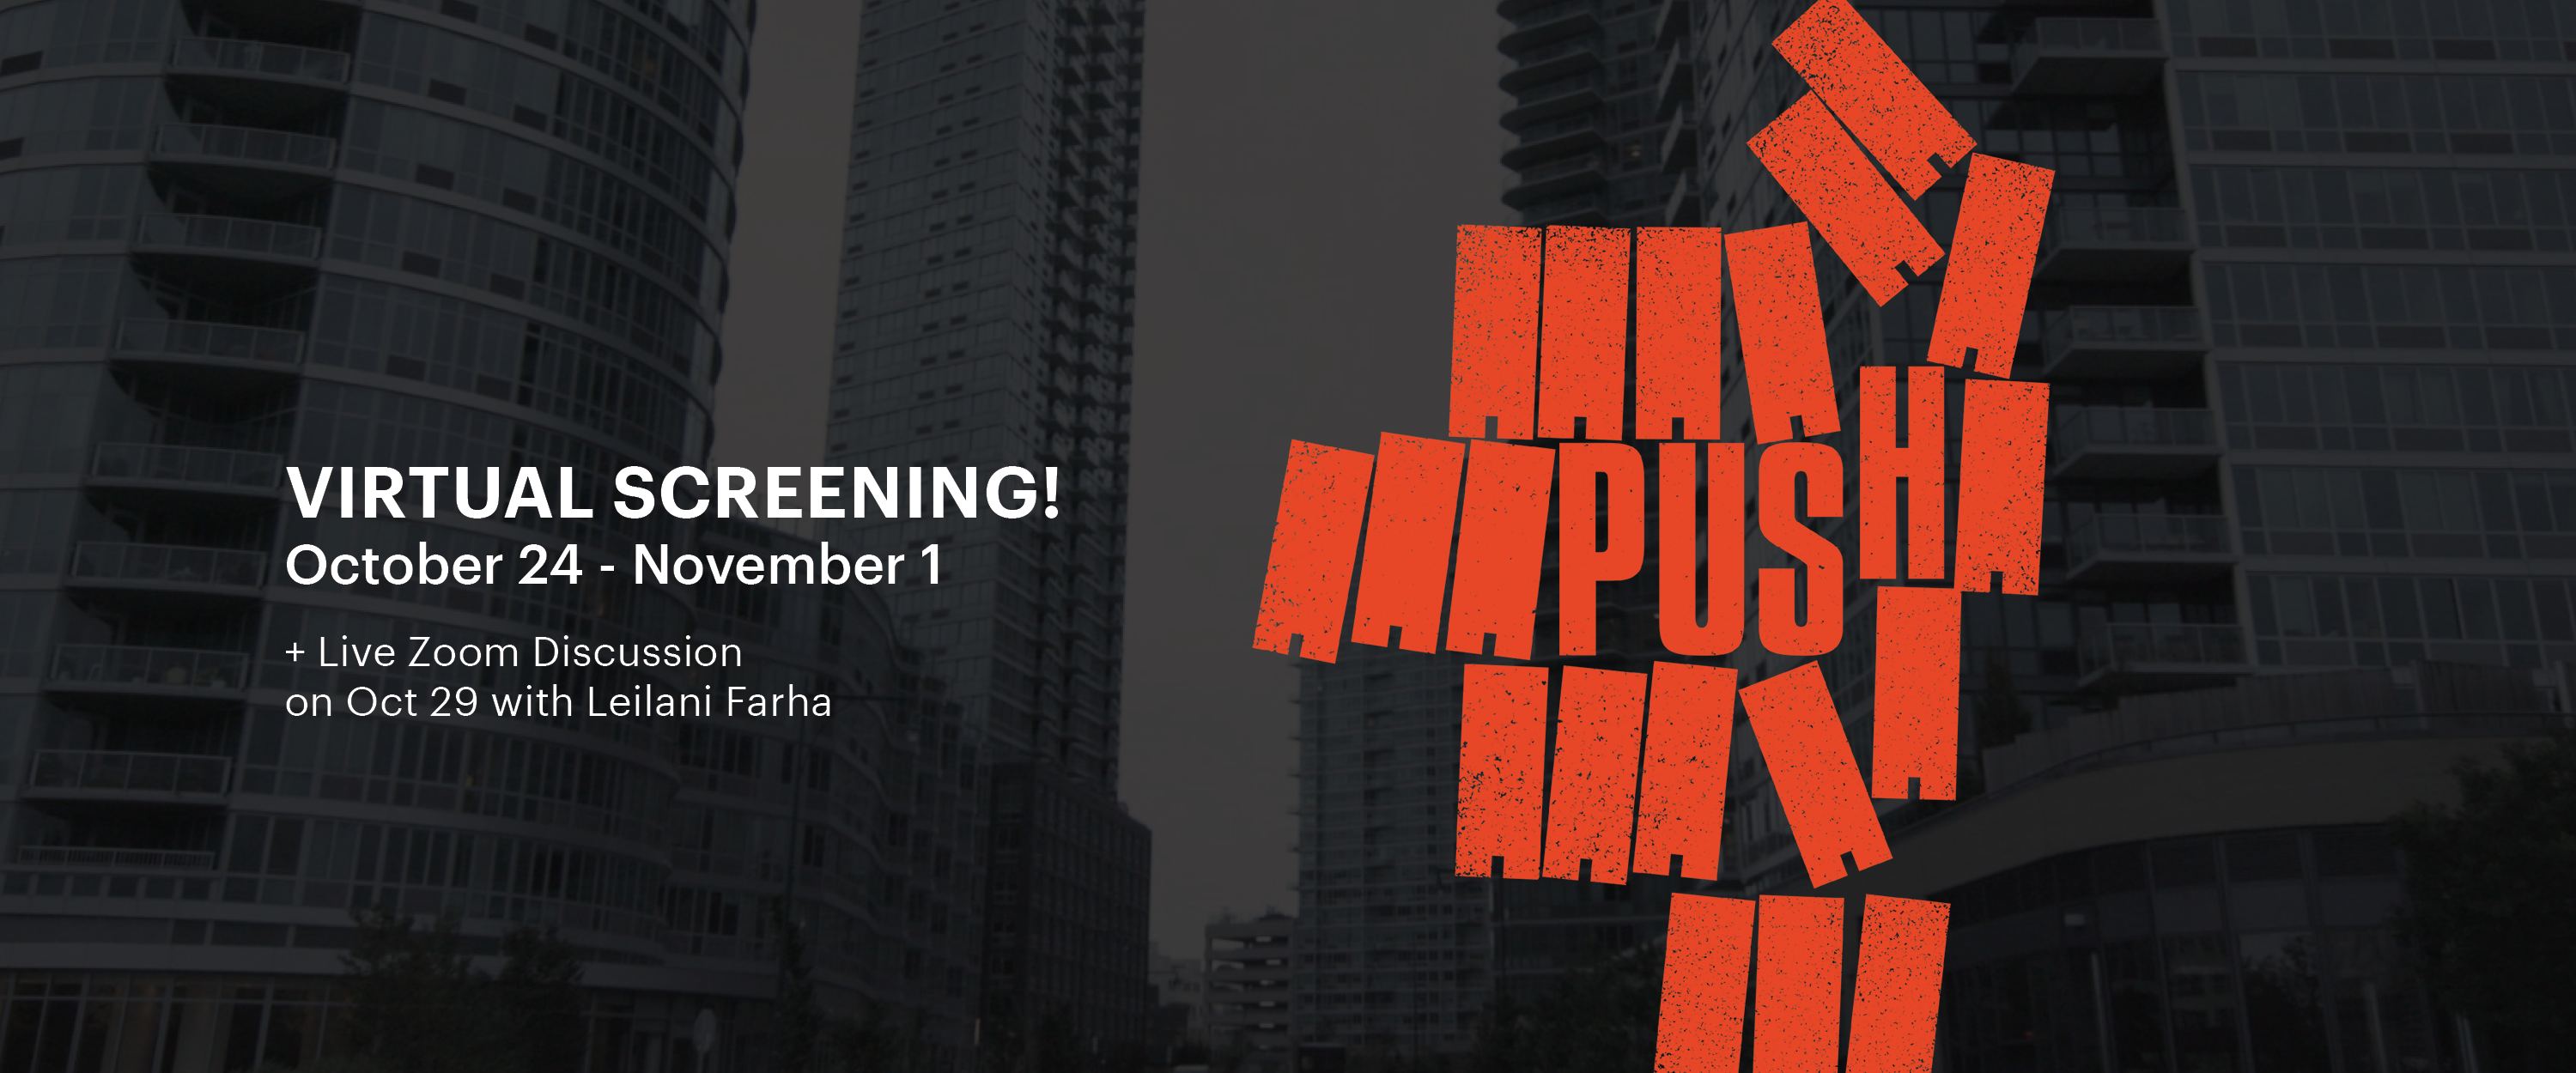 VIRTUAL SCREENING!
October 24 - November 1
+ Live Zoom Discussion
on Oct 29 with Leilani Farha
PUSH